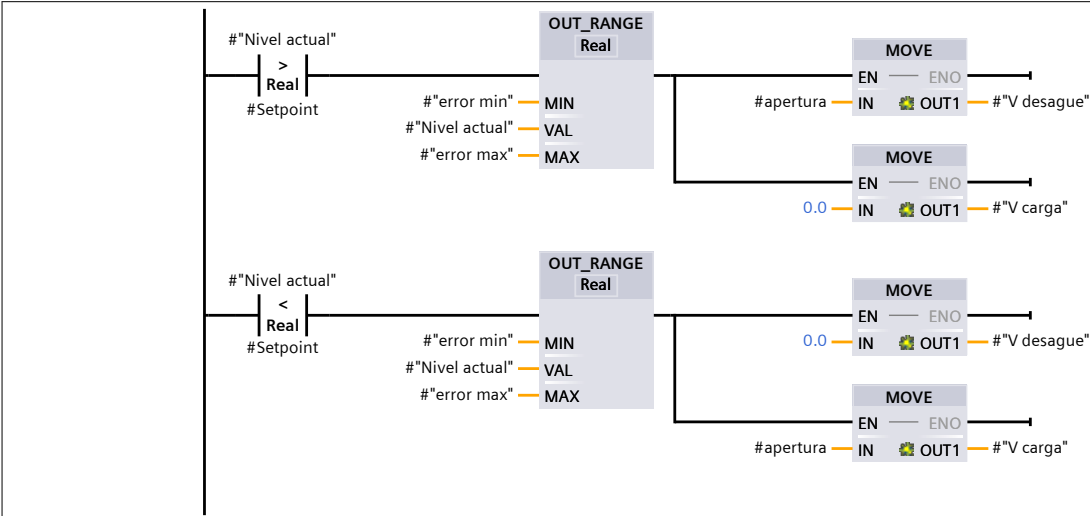 #"Nivel actual"
>
Real
#Setpoint
OUT_RANGE
Real
#"error min" MIN
#"Nivel actual" VAL
#"error max" MAX
MOVE
EN ENO
#apertura IN OUT1 #"V desague"
MOVE
EN ENO
0.0 IN OUT1 #"V carga"
#"Nivel actual"
<
Real
#Setpoint
OUT_RANGE
Real
#"error min" MIN
#"Nivel actual" VAL
#"error max" MAX
MOVE
EN ENO
0.0 IN OUT1 #"V desague"
MOVE
EN ENO
#apertura IN OUT1 #"V carga"